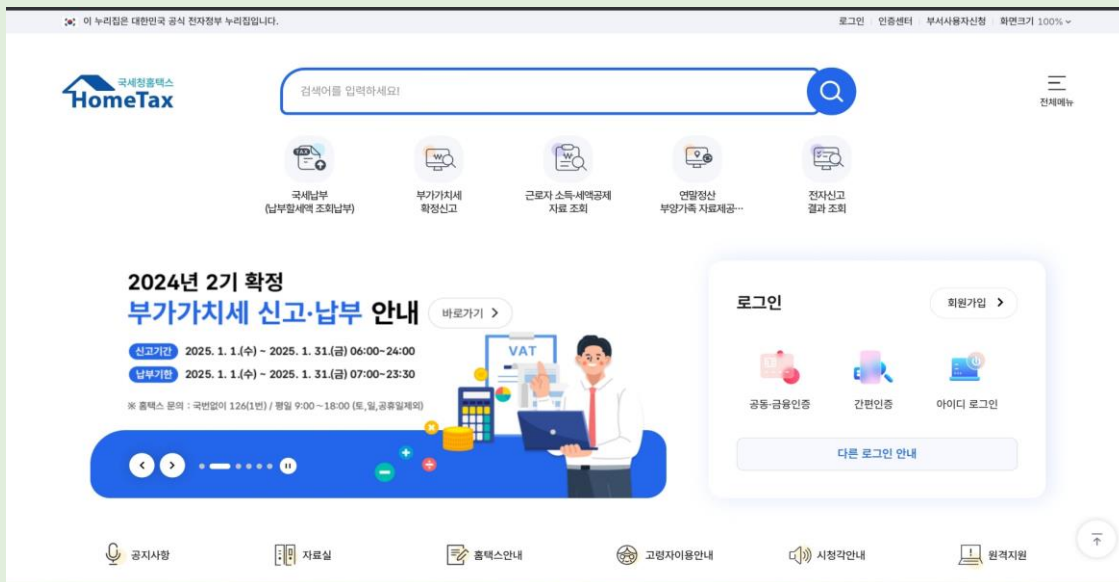 이 누리집은 대한민국 공식 전자정부 누리집입니다.
로그인 인증센터 부서사용자신청 화면크기 100%
국세청홈택스
HomeTax
검색어를 입력하세요!
전체메뉴
TAX
W
W
국세납부
(납부할세액 조회납부)
부가가치세
확정신고
근로자 소득·세액공제
자료 조회
연말정산
부양가족 자료제공…
전자신고
결과 조회
2024년 2기 확정
부가가치세 신고·납부 안내
바로가기
신고기간 2025. 1. 1.(수) ~ 2025. 1. 31.(금) 06:00~24:00
납부기한 2025. 1. 1.(수) ~ 2025. 1. 31.(금) 07:00~23:30
※ 홈택스 문의 : 국번없이 126(1번) / 평일 9:00~18:00 (토,일,공휴일제외)
VAT
로그인
회원가입
공동·금융인증
간편인증
아이디 로그인
다른 로그인 안내
공지사항
자료실
홈택스안내
고령자이용안내
시청각안내
원격지원